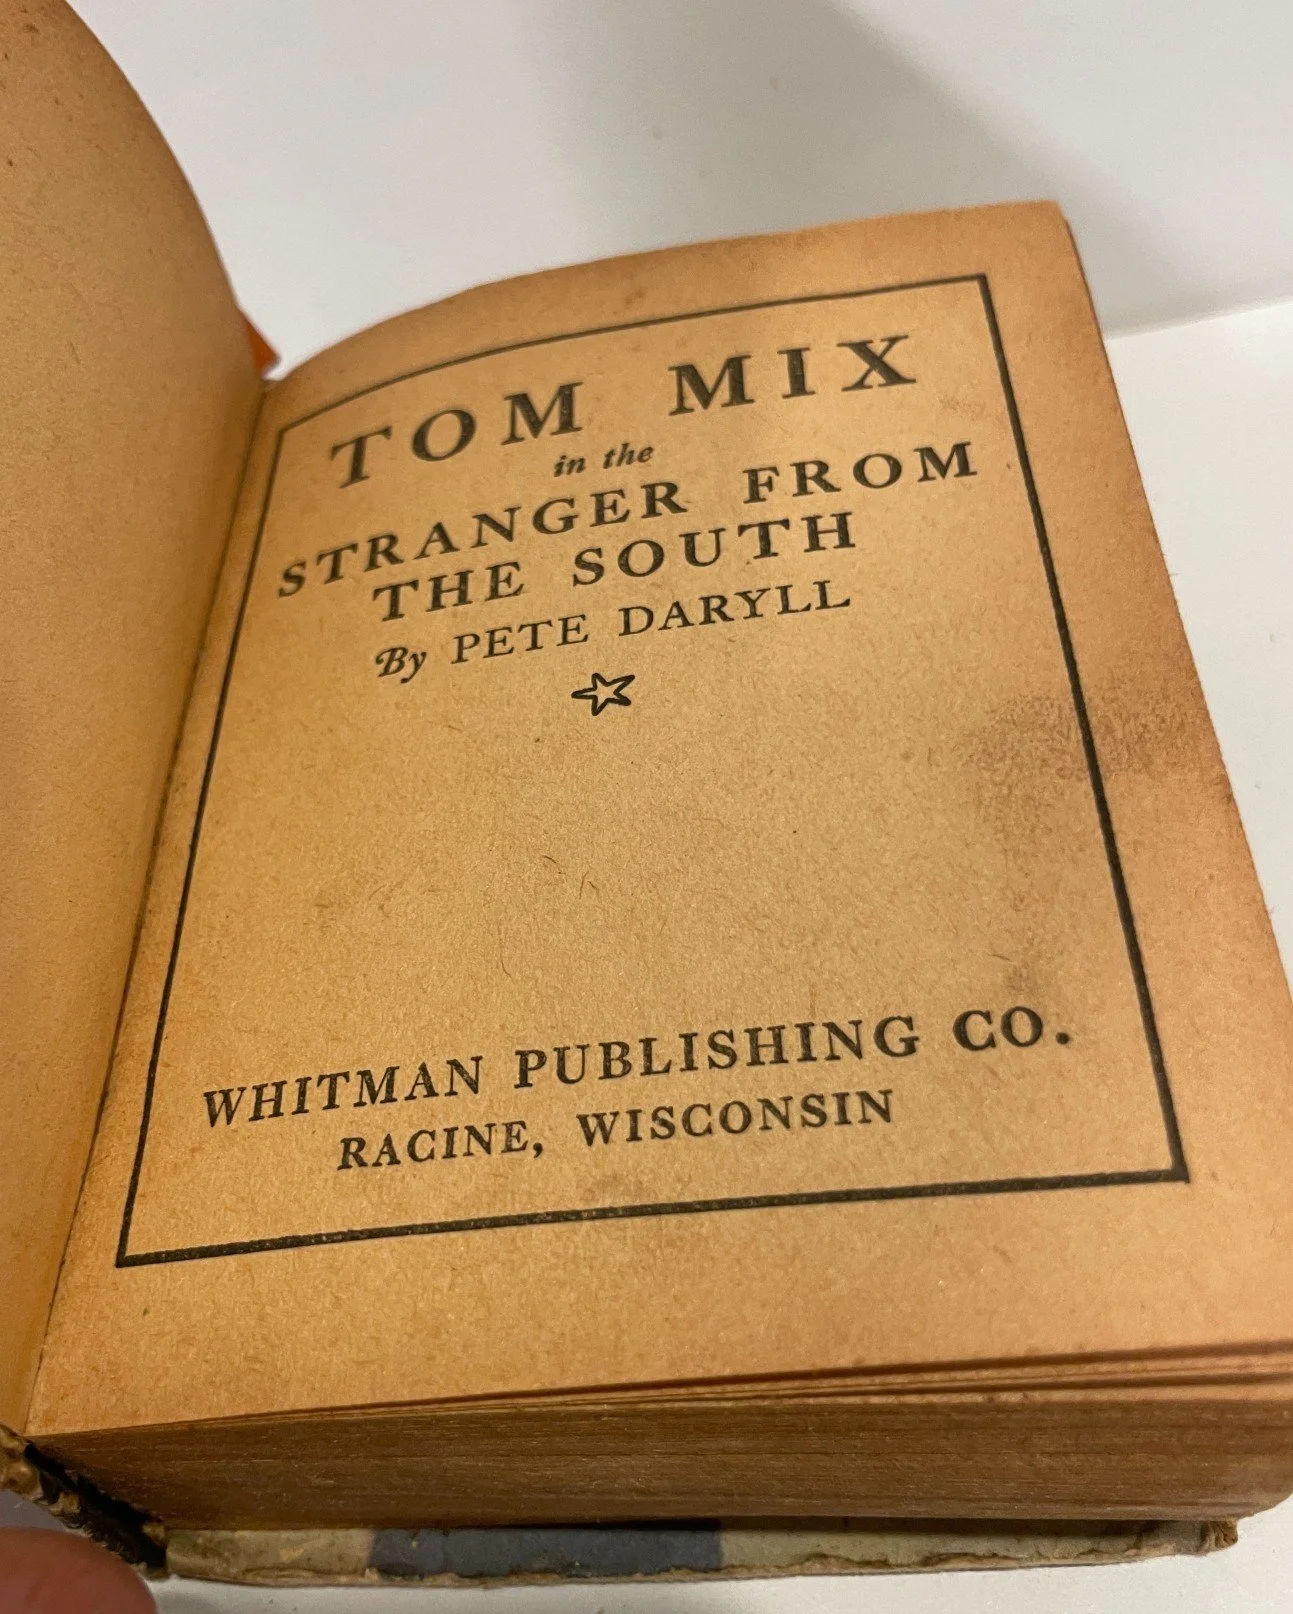 TOM MIX
in the
STRANGER FROM
THE SOUTH
By PETE DARYLL
WHITMAN PUBLISHING CO.
RACINE, WISCONSIN